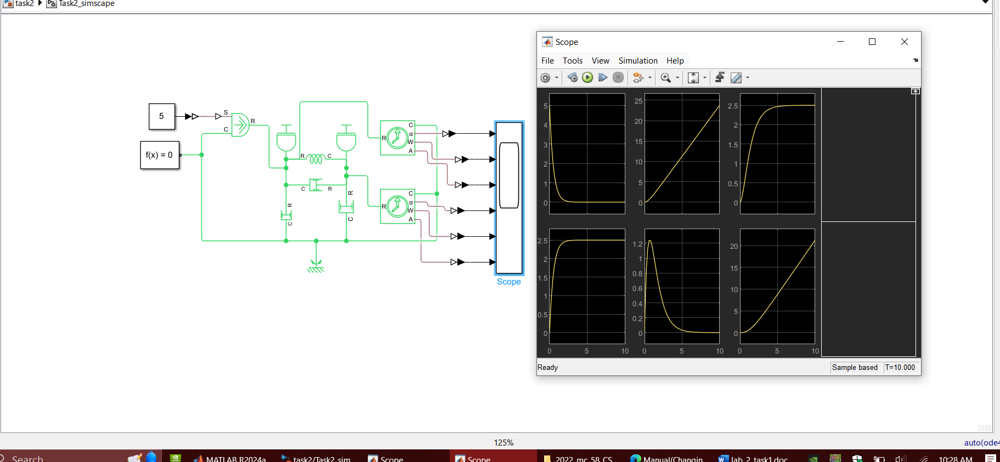 task2 Task2_simscape
5
f(x) = 0
S
C
R
R C
C R
R
C
R
C
R
C
α
W
A
R
C
α
W
A
Scope
Scope
File Tools View Simulation Help
5
4
3
2
1
0
25
20
15
10
5
0
2.5
2
1.5
1
0.5
0
2.5
2
1.5
1
0.5
0
1.2
1
0.8
0.6
0.4
0.2
0
20
15
10
5
0
0 5 10
0 5 10
0 5 10
Ready Sample based T=10.000
125% auto(ode4
Search MATLAB R2024a task2/Task2_sim Scope Scope 2022_mc_58_CS Manual(Changin lab_2_task1.doc 10:28 AM